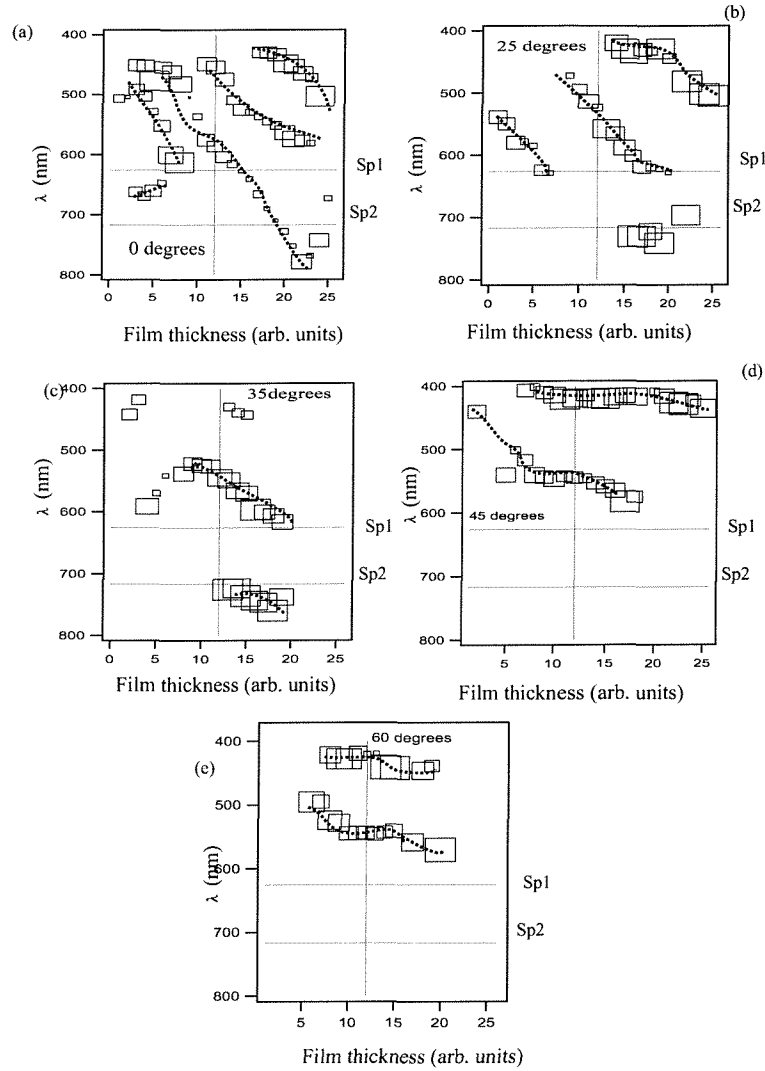 (a)
400
500
600
700
800
λ (nm)
0 degrees
Sp1
Sp2
0 5 10 15 20 25
Film thickness (arb. units)
(b)
400
500
600
700
800
λ (nm)
25 degrees
Sp1
Sp2
0 5 10 15 20 25
Film thickness (arb. units)
(c)
400
500
600
700
800
λ (nm)
35degrees
Sp1
Sp2
0 5 10 15 20 25
Film thickness (arb. units)
(d)
400
500
600
700
800
λ (nm)
45 degrees
Sp1
Sp2
5 10 15 20 25
Film thickness (arb. units)
(e)
400
500
600
700
800
λ (nm)
60 degrees
Sp1
Sp2
5 10 15 20 25
Film thickness (arb. units)